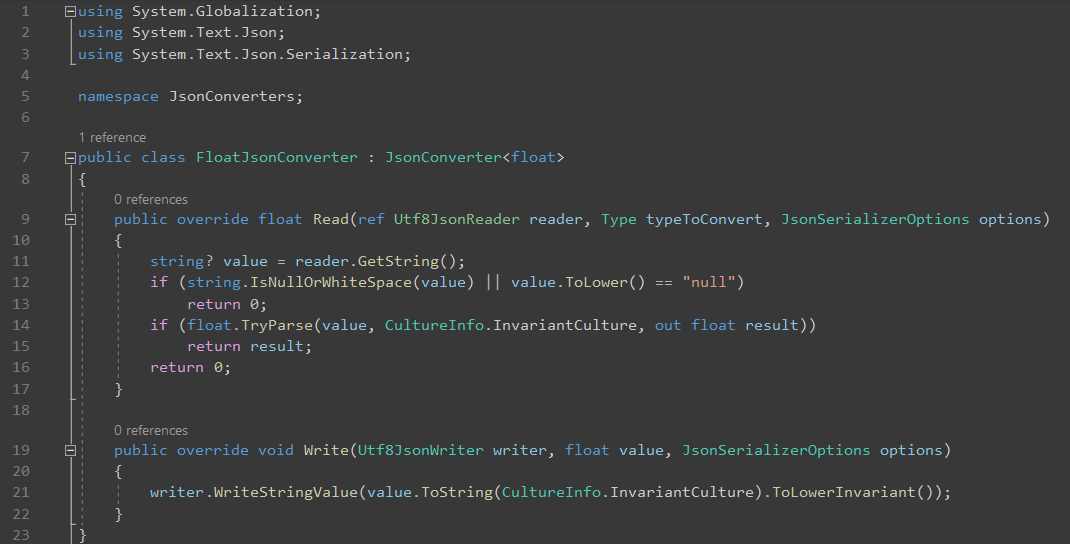 1 using System.Globalization;
2 using System.Text.Json;
3 using System.Text.Json.Serialization;
4
5 namespace JsonConverters;
6
1 reference
7 public class FloatJsonConverter : JsonConverter<float>
8 {
0 references
9 public override float Read(ref Utf8JsonReader reader, Type typeToConvert, JsonSerializerOptions options)
10 {
11 string? value = reader.GetString();
12 if (string.IsNullOrWhiteSpace(value) || value.ToLower() == "null")
13 return 0;
14 if (float.TryParse(value, CultureInfo.InvariantCulture, out float result))
15 return result;
16 return 0;
17 }
18
0 references
19 public override void Write(Utf8JsonWriter writer, float value, JsonSerializerOptions options)
20 {
21 writer.WriteStringValue(value.ToString(CultureInfo.InvariantCulture).ToLowerInvariant());
22 }
23 }